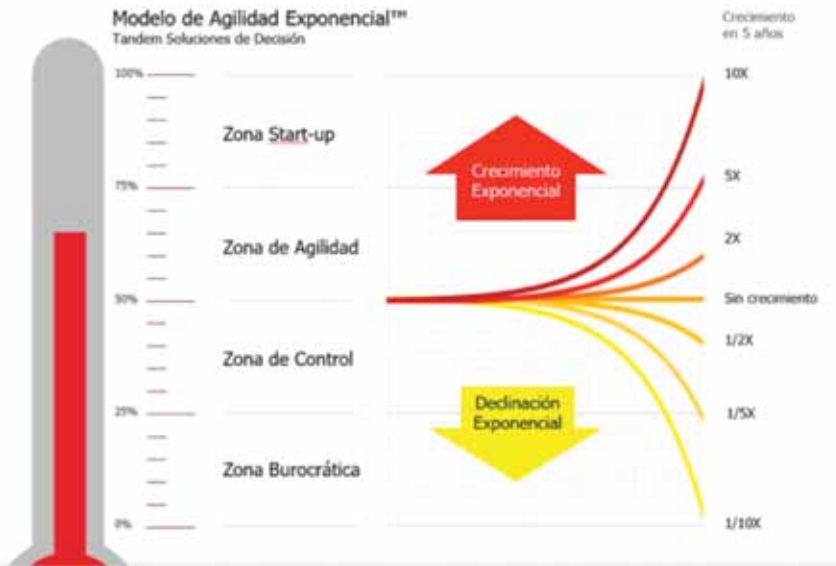 Modelo de Agilidad Exponencial™
Tandem Soluciones de Decisión
Crecimiento
en 5 años
100%
10X
Zona Start-up
Crecimiento
Exponencial
75%
5X
Zona de Agilidad
2X
50%
Sin crecimiento
Zona de Control
1/2X
Declinación
Exponencial
25%
1/5X
Zona Burocrática
0%
1/10X